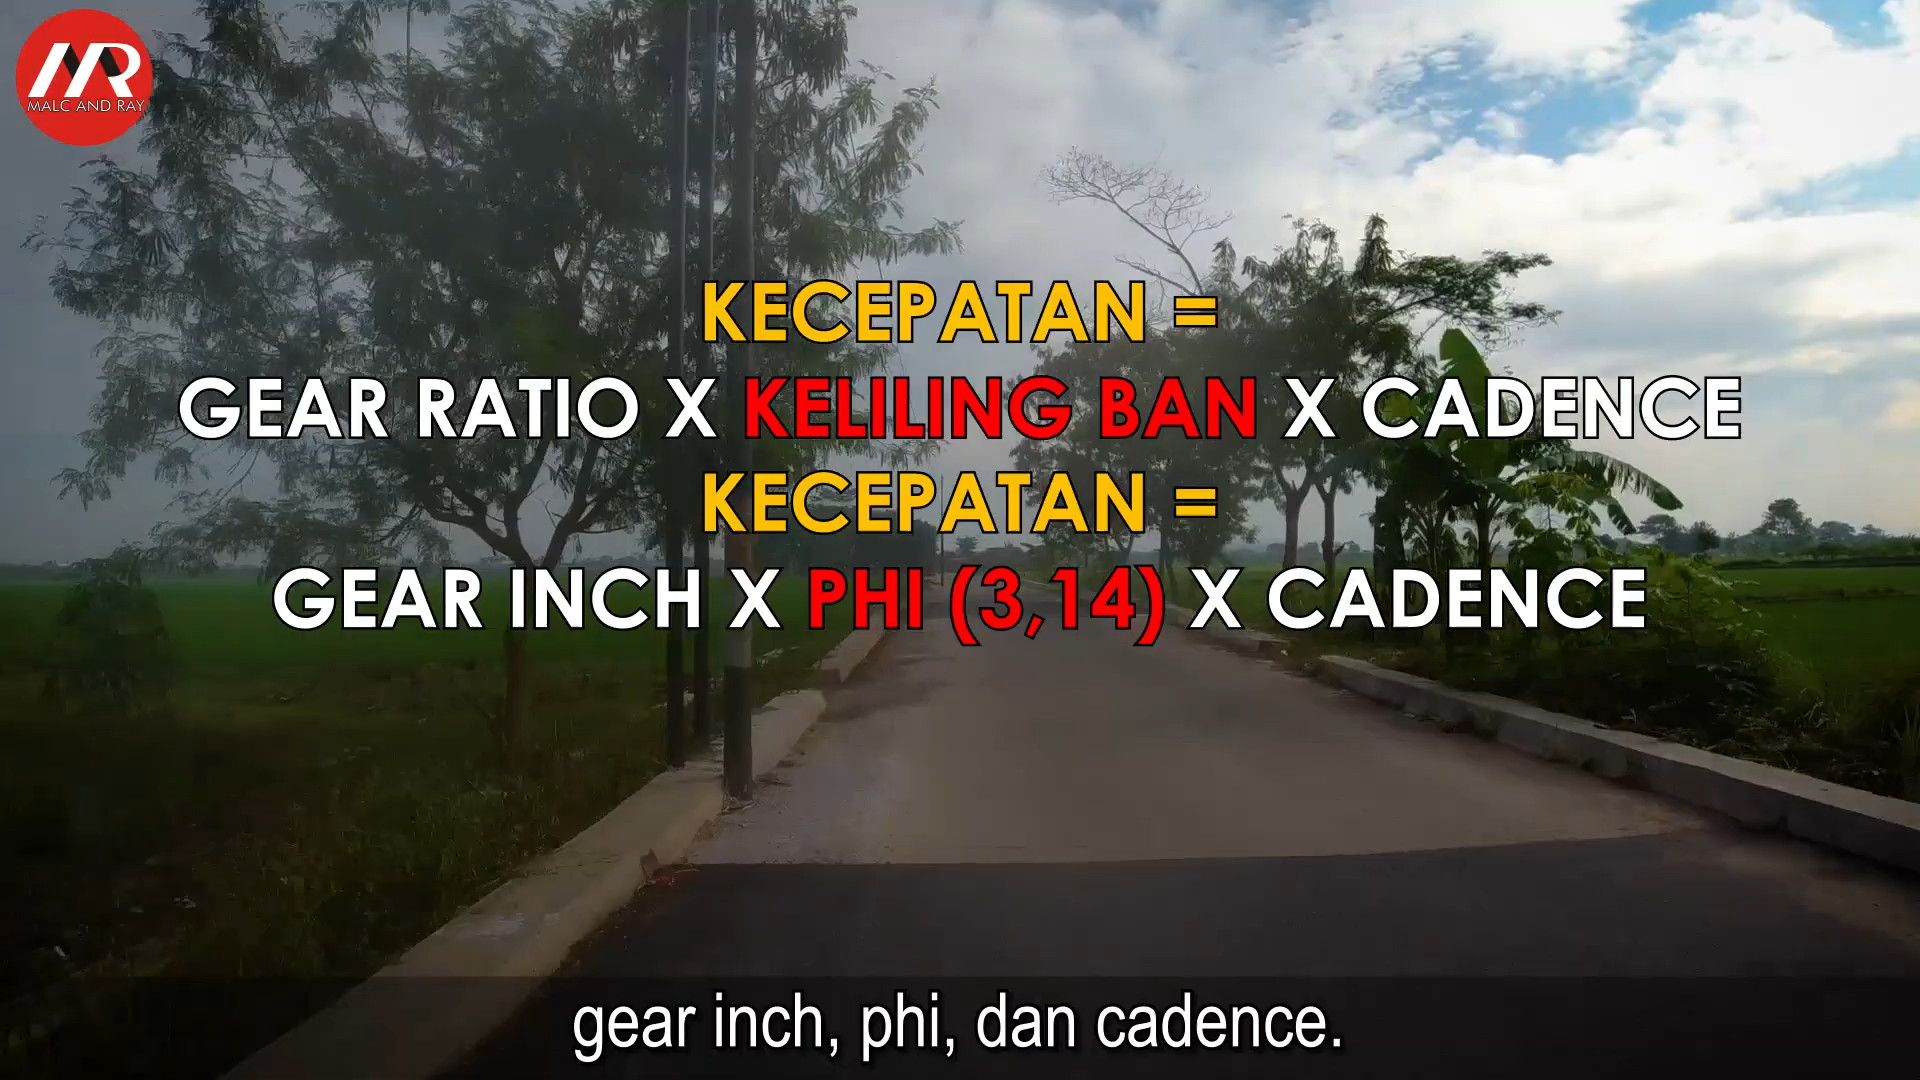 MR
MALC AND RAY
KECEPATAN =
GEAR RATIO X KELILING BAN X CADENCE
KECEPATAN =
GEAR INCH X PHI (3,14) X CADENCE
gear inch, phi, dan cadence.